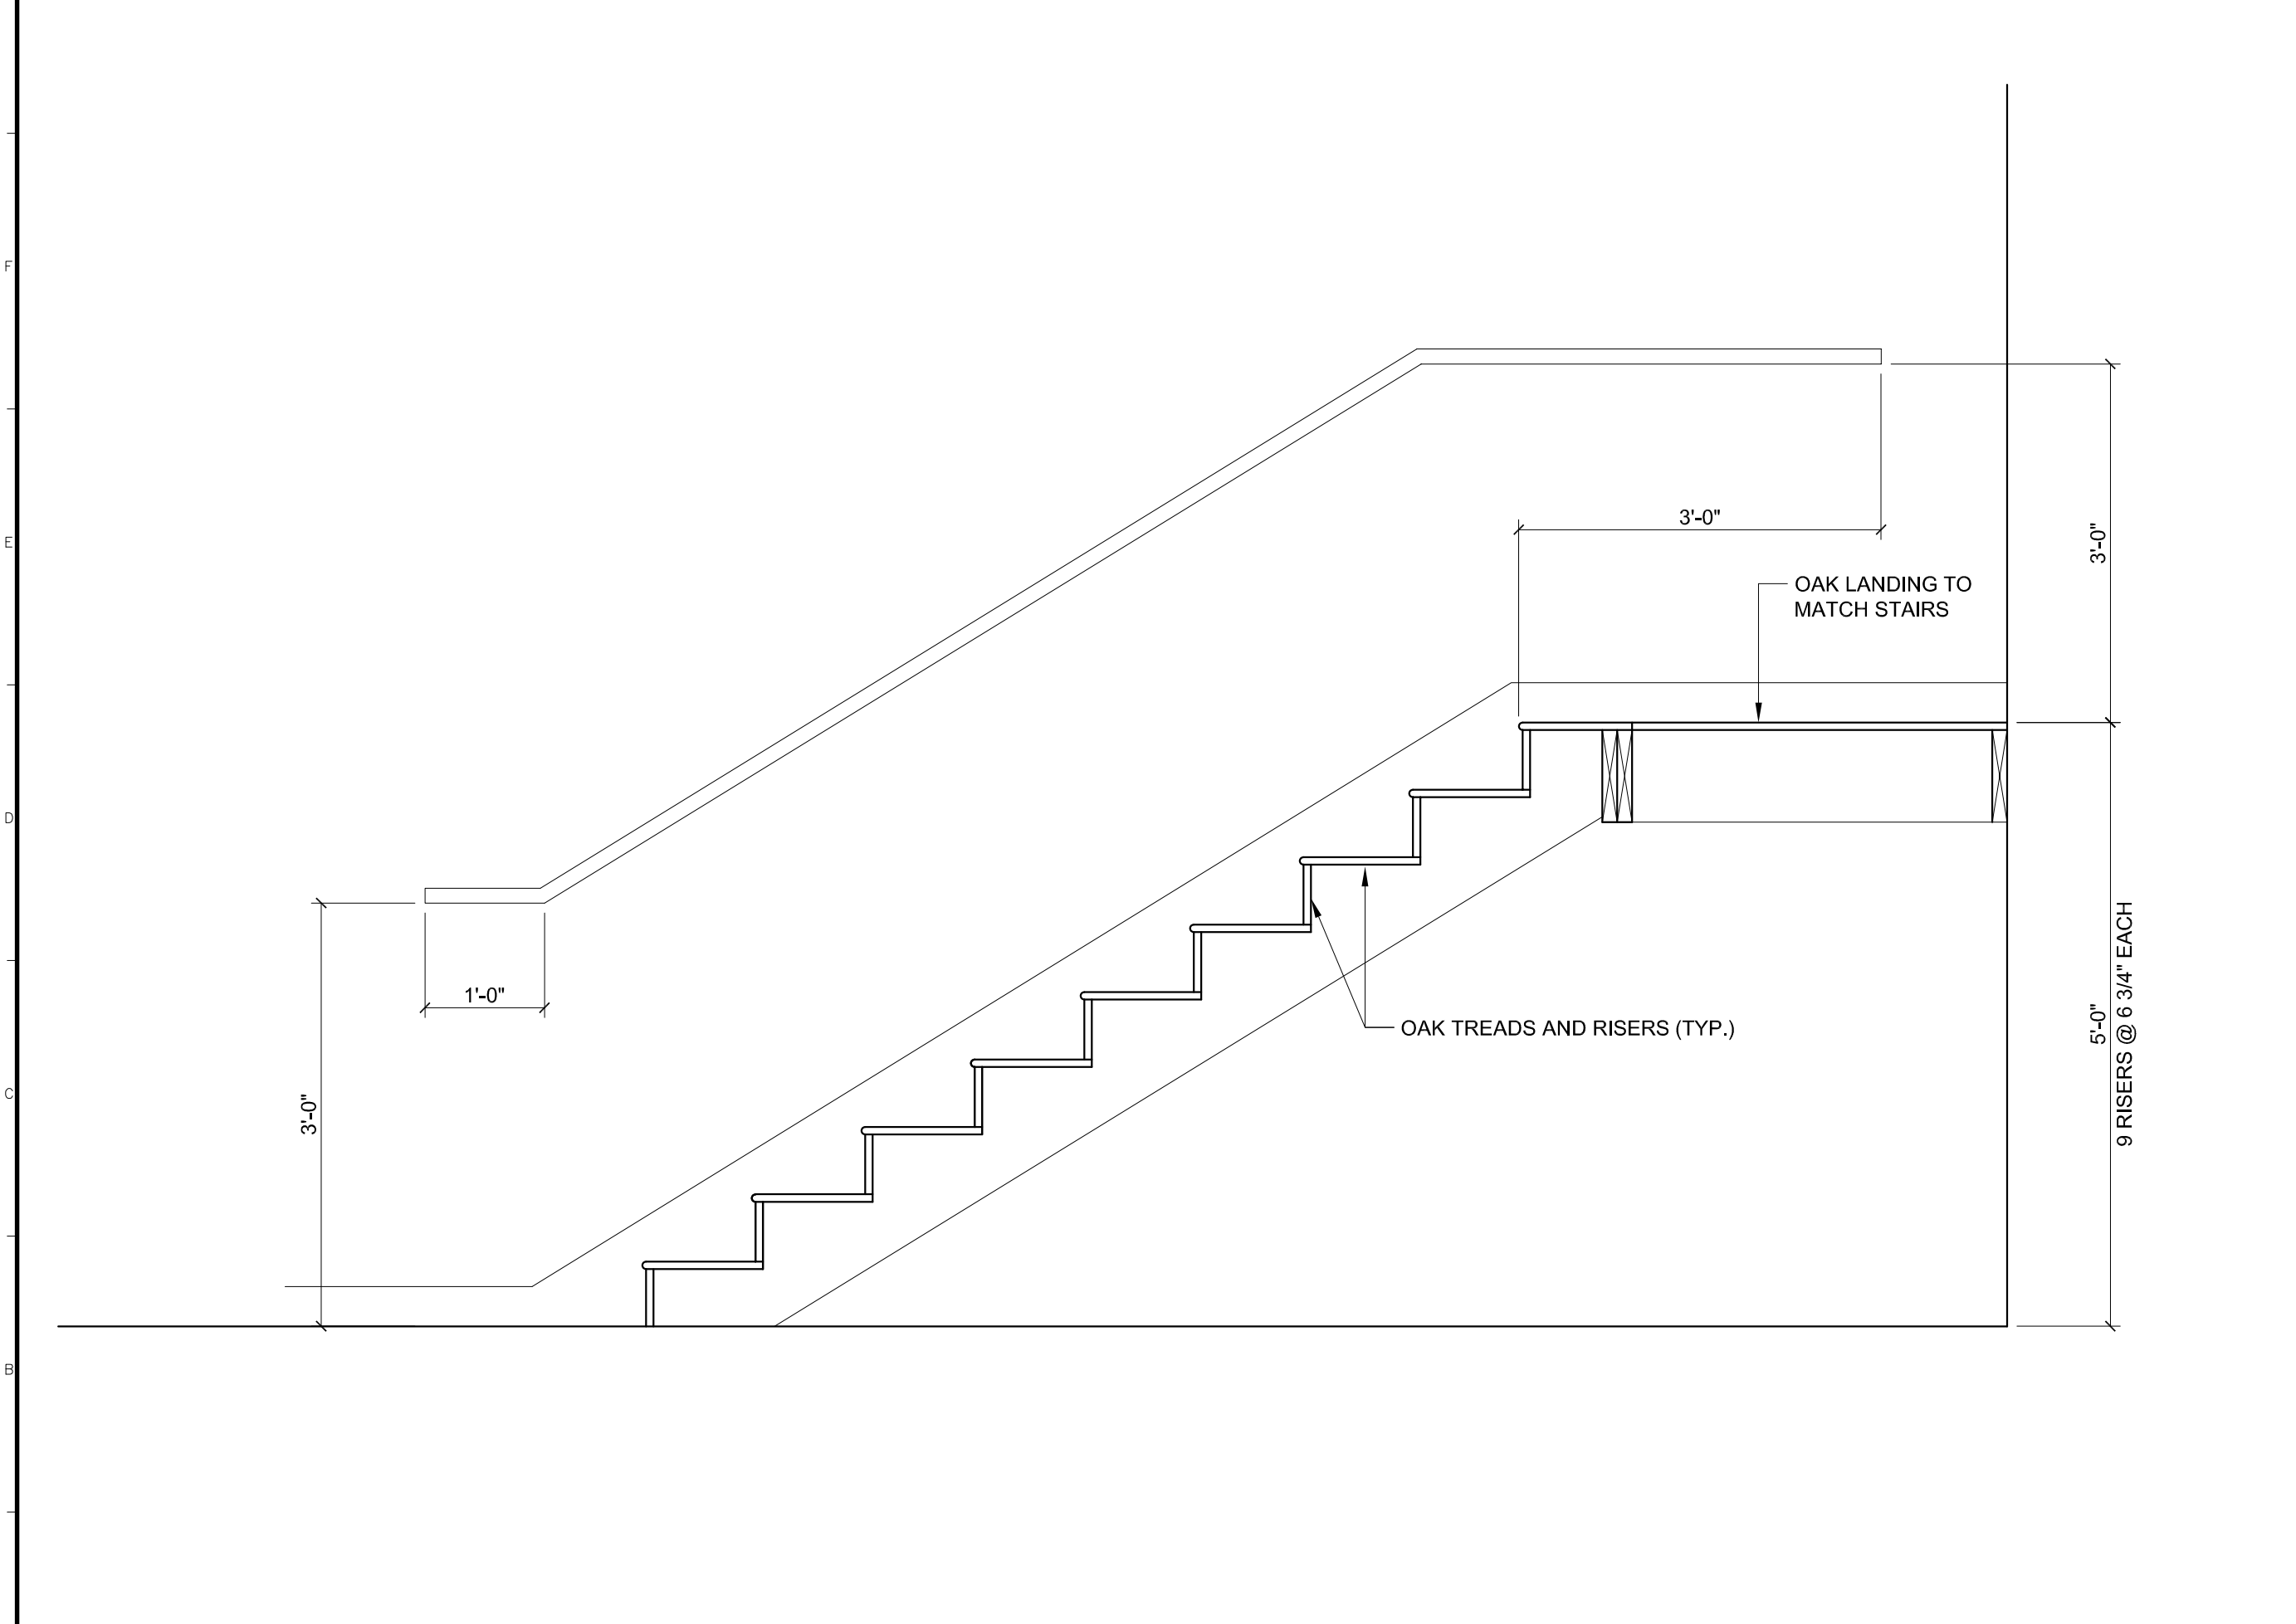 F
E
D
C
B
3'-0"
OAK LANDING TO
MATCH STAIRS
3'-0"
1'-0"
OAK TREADS AND RISERS (TYP.)
3'-0"
5'-0"
9 RISERS @ 6 3/4" EACH